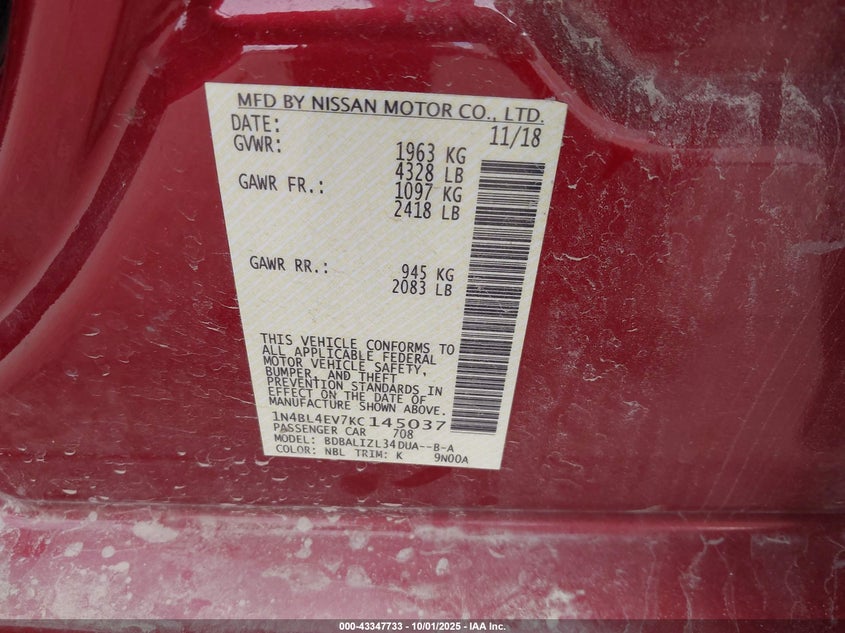 MFD BY NISSAN MOTOR CO., LTD.
DATE: 11/18
GVWR: 1963 KG
4328 LB
GAWR FR.: 1097 KG
2418 LB
GAWR RR.: 945 KG
2083 LB
THIS VEHICLE CONFORMS TO
ALL APPLICABLE FEDERAL
MOTOR VEHICLE SAFETY,
BUMPER, AND THEFT
PREVENTION STANDARDS IN
EFFECT ON THE DATE OF
MANUFACTURE SHOWN ABOVE.
1N4BL4EV7KC145037
PASSENGER CAR 708
MODEL: BDBALIZL34DUA--B-A
COLOR: NBL TRIM: K 9N00A
000-43347733 - 10/01/2025 - IAA Inc.